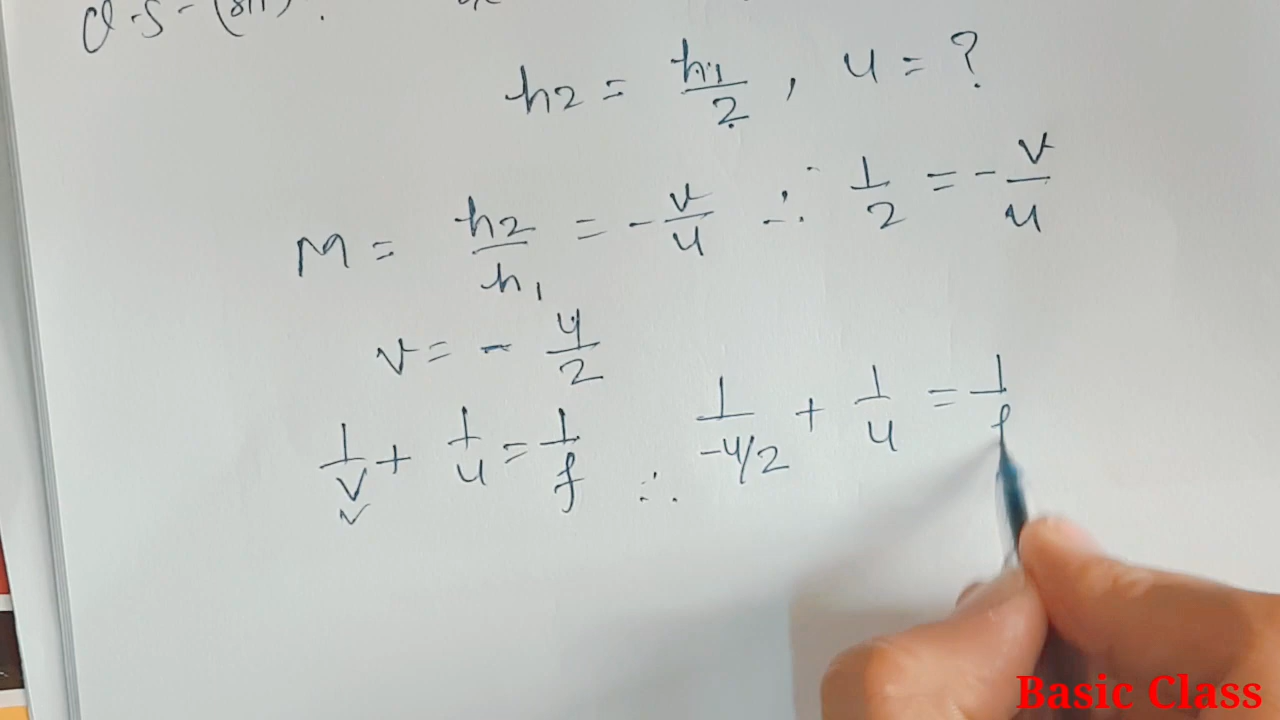 h2 = h1/2 , u = ?
M = h2/h1 = - v/u ∴ 1/2 = - v/u
v = - u/2
1/v + 1/u = 1/f ∴ 1/-u/2 + 1/u = 1/f
Basic Class